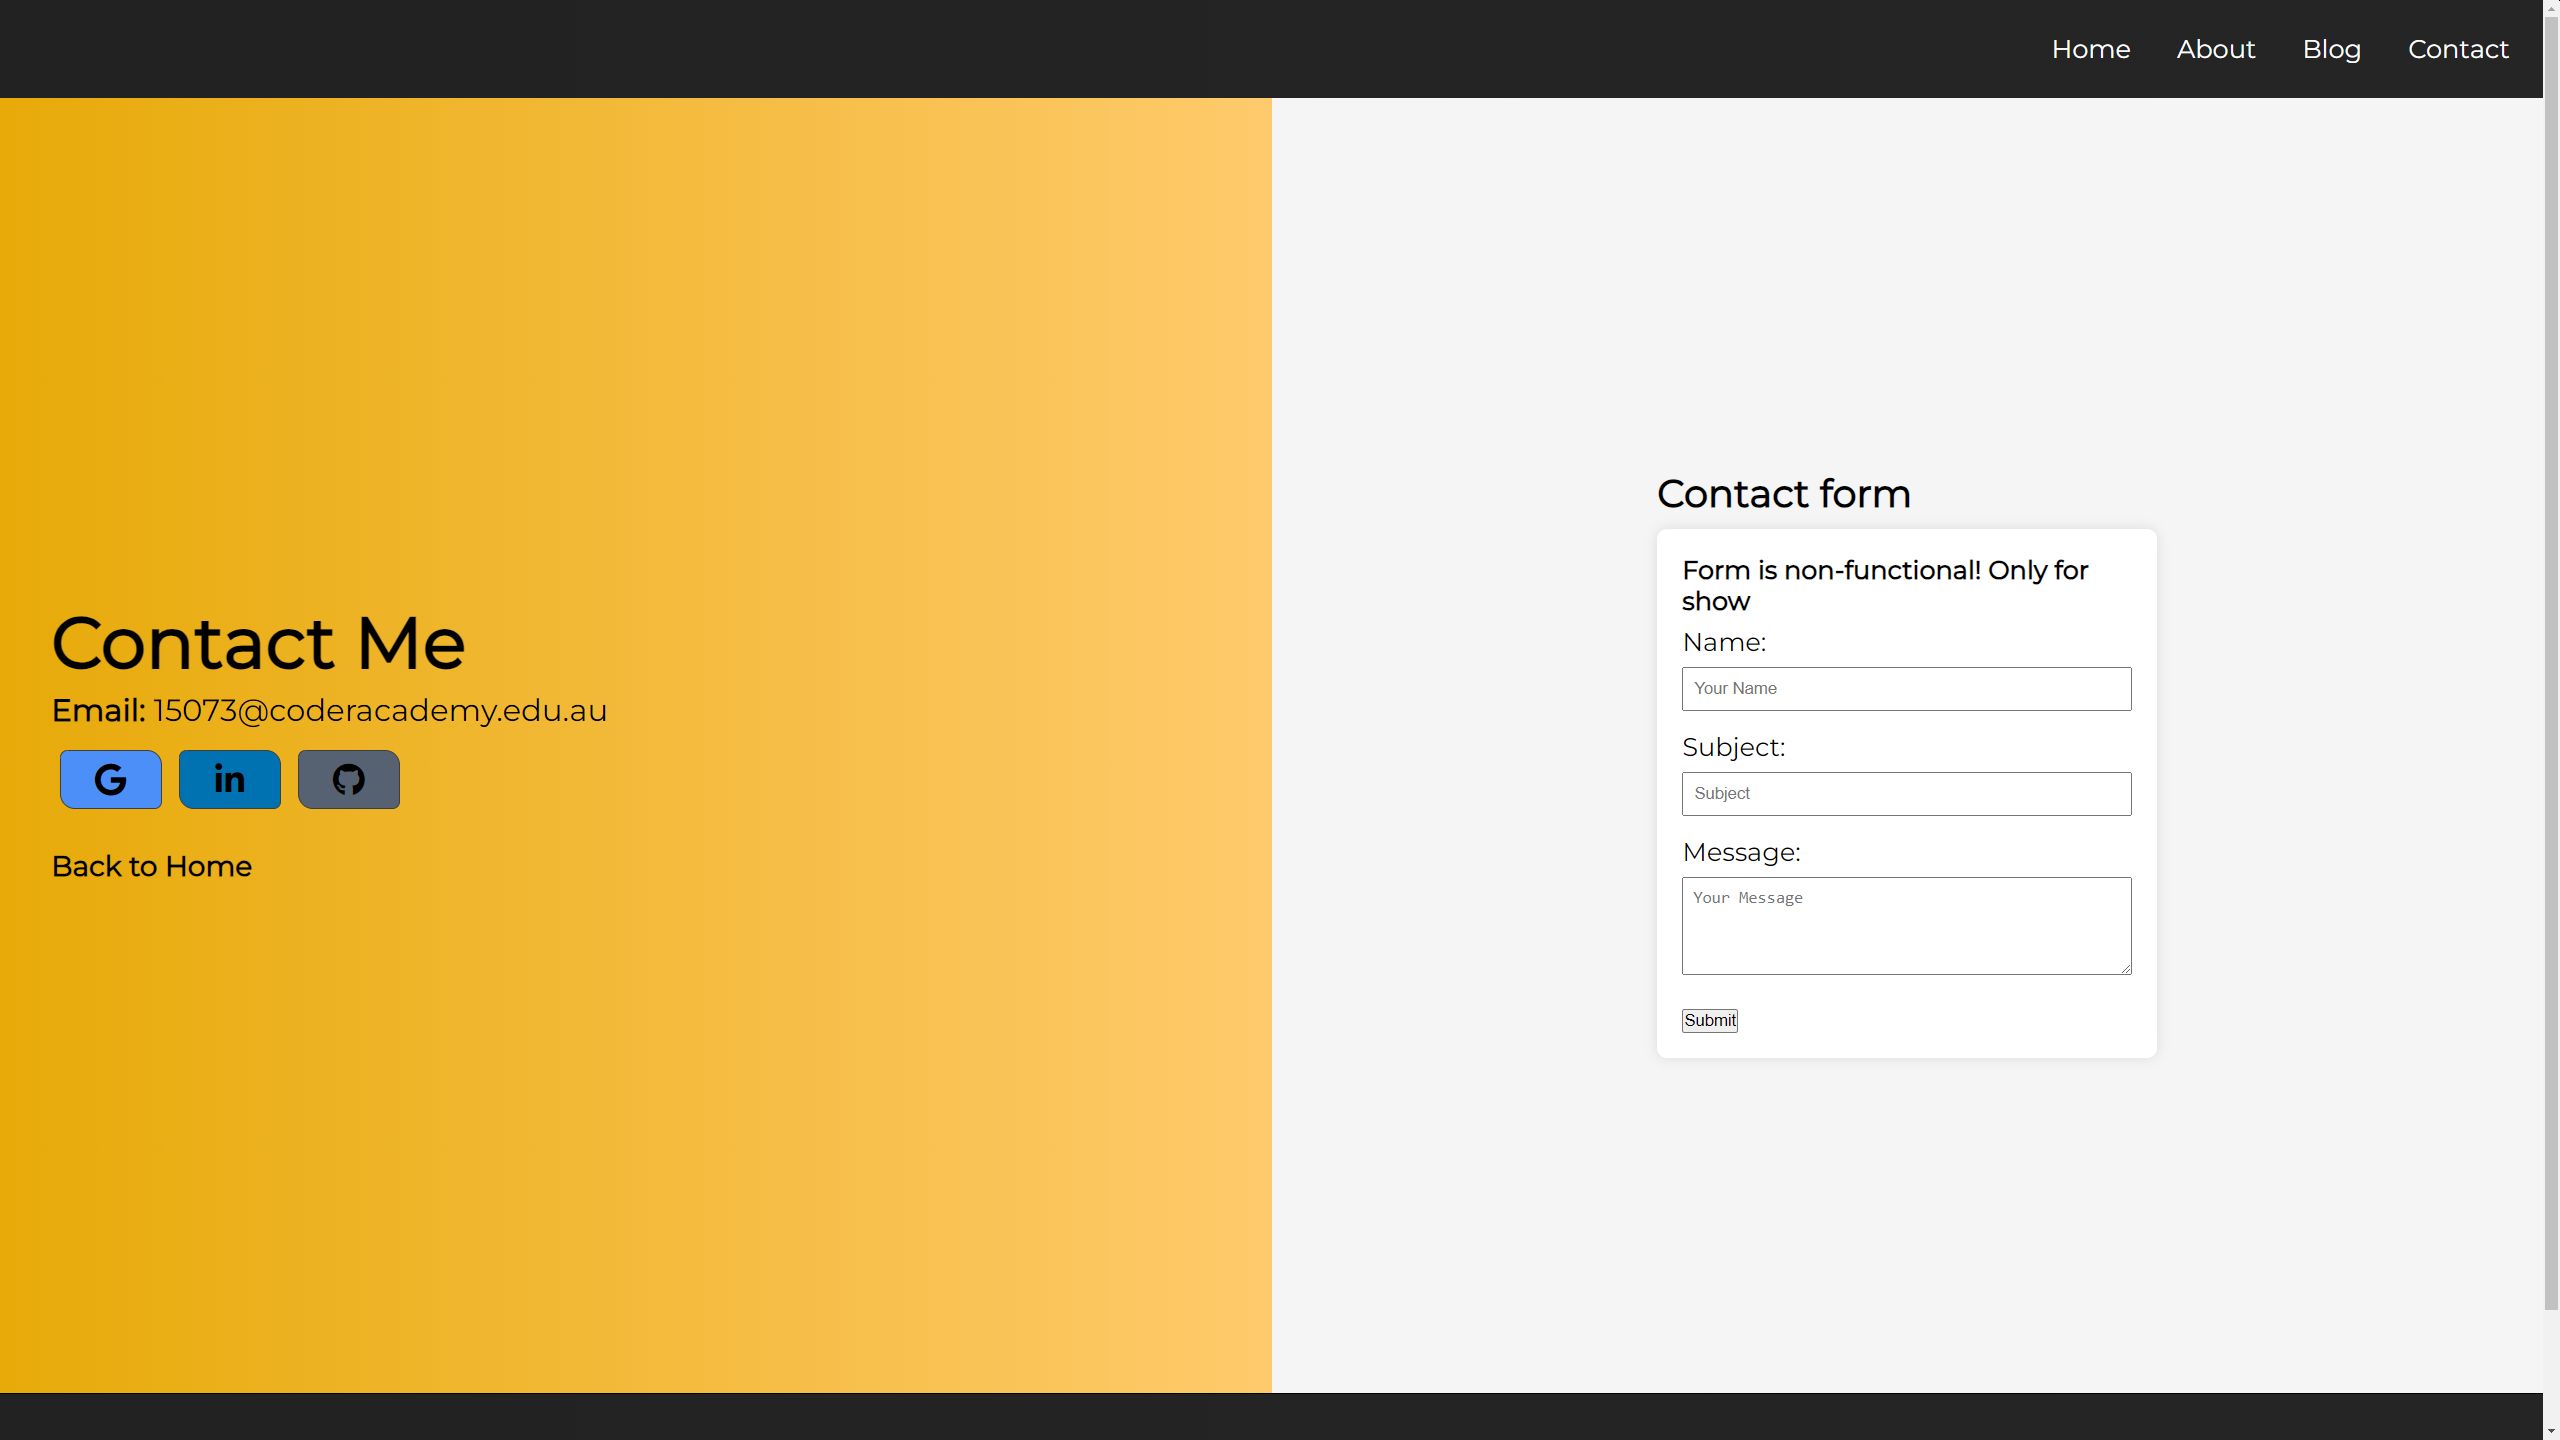 Home About Blog Contact
Contact Me
Email: 15073@coderacademy.edu.au
G in
Back to Home
Contact form
Form is non-functional! Only for
show
Name:
Your Name
Subject:
Subject
Message:
Your Message
Submit